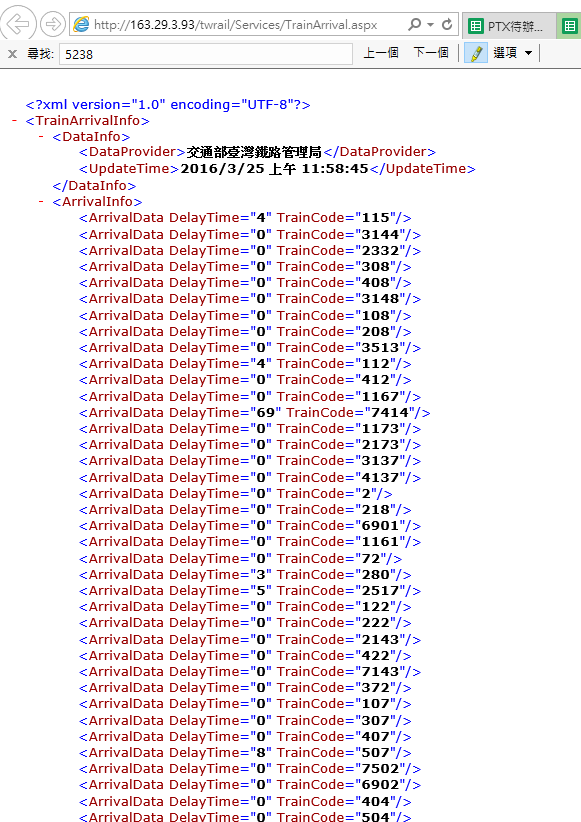 http://163.29.3.93/twrail/Services/TrainArrival.aspx
PTX待辦...
× 尋找: 5238 上一個 下一個 選項
<?xml version="1.0" encoding="UTF-8"?>
- <TrainArrivalInfo>
- <DataInfo>
<DataProvider>交通部臺灣鐵路管理局</DataProvider>
<UpdateTime>2016/3/25 上午 11:58:45</UpdateTime>
</DataInfo>
- <ArrivalInfo>
<ArrivalData DelayTime="4" TrainCode="115"/>
<ArrivalData DelayTime="0" TrainCode="3144"/>
<ArrivalData DelayTime="0" TrainCode="2332"/>
<ArrivalData DelayTime="0" TrainCode="308"/>
<ArrivalData DelayTime="0" TrainCode="408"/>
<ArrivalData DelayTime="0" TrainCode="3148"/>
<ArrivalData DelayTime="0" TrainCode="108"/>
<ArrivalData DelayTime="0" TrainCode="208"/>
<ArrivalData DelayTime="0" TrainCode="3513"/>
<ArrivalData DelayTime="4" TrainCode="112"/>
<ArrivalData DelayTime="0" TrainCode="412"/>
<ArrivalData DelayTime="0" TrainCode="1167"/>
<ArrivalData DelayTime="69" TrainCode="7414"/>
<ArrivalData DelayTime="0" TrainCode="1173"/>
<ArrivalData DelayTime="0" TrainCode="2173"/>
<ArrivalData DelayTime="0" TrainCode="3137"/>
<ArrivalData DelayTime="0" TrainCode="4137"/>
<ArrivalData DelayTime="0" TrainCode="2"/>
<ArrivalData DelayTime="0" TrainCode="218"/>
<ArrivalData DelayTime="0" TrainCode="6901"/>
<ArrivalData DelayTime="0" TrainCode="1161"/>
<ArrivalData DelayTime="0" TrainCode="72"/>
<ArrivalData DelayTime="3" TrainCode="280"/>
<ArrivalData DelayTime="5" TrainCode="2517"/>
<ArrivalData DelayTime="0" TrainCode="122"/>
<ArrivalData DelayTime="0" TrainCode="222"/>
<ArrivalData DelayTime="0" TrainCode="2143"/>
<ArrivalData DelayTime="0" TrainCode="422"/>
<ArrivalData DelayTime="0" TrainCode="7143"/>
<ArrivalData DelayTime="0" TrainCode="372"/>
<ArrivalData DelayTime="0" TrainCode="107"/>
<ArrivalData DelayTime="0" TrainCode="307"/>
<ArrivalData DelayTime="0" TrainCode="407"/>
<ArrivalData DelayTime="8" TrainCode="507"/>
<ArrivalData DelayTime="0" TrainCode="7502"/>
<ArrivalData DelayTime="0" TrainCode="6902"/>
<ArrivalData DelayTime="0" TrainCode="404"/>
<ArrivalData DelayTime="0" TrainCode="504"/>